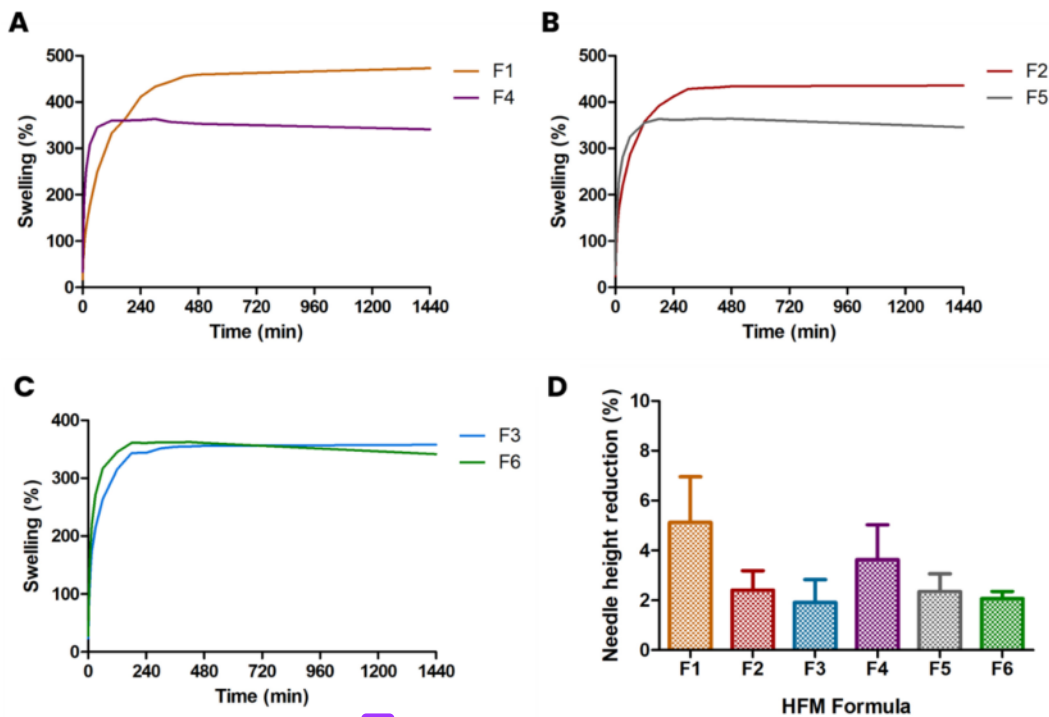 A
500
400
300
200
100
0
Swelling (%)
0 240 480 720 960 1200 1440
Time (min)
F1
F4
B
500
400
300
200
100
0
Swelling (%)
0 240 480 720 960 1200 1440
Time (min)
F2
F5
C
400
300
200
100
0
Swelling (%)
0 240 480 720 960 1200 1440
Time (min)
F3
F6
D
10
8
6
4
2
0
Needle height reduction (%)
F1 F2 F3 F4 F5 F6
HFM Formula